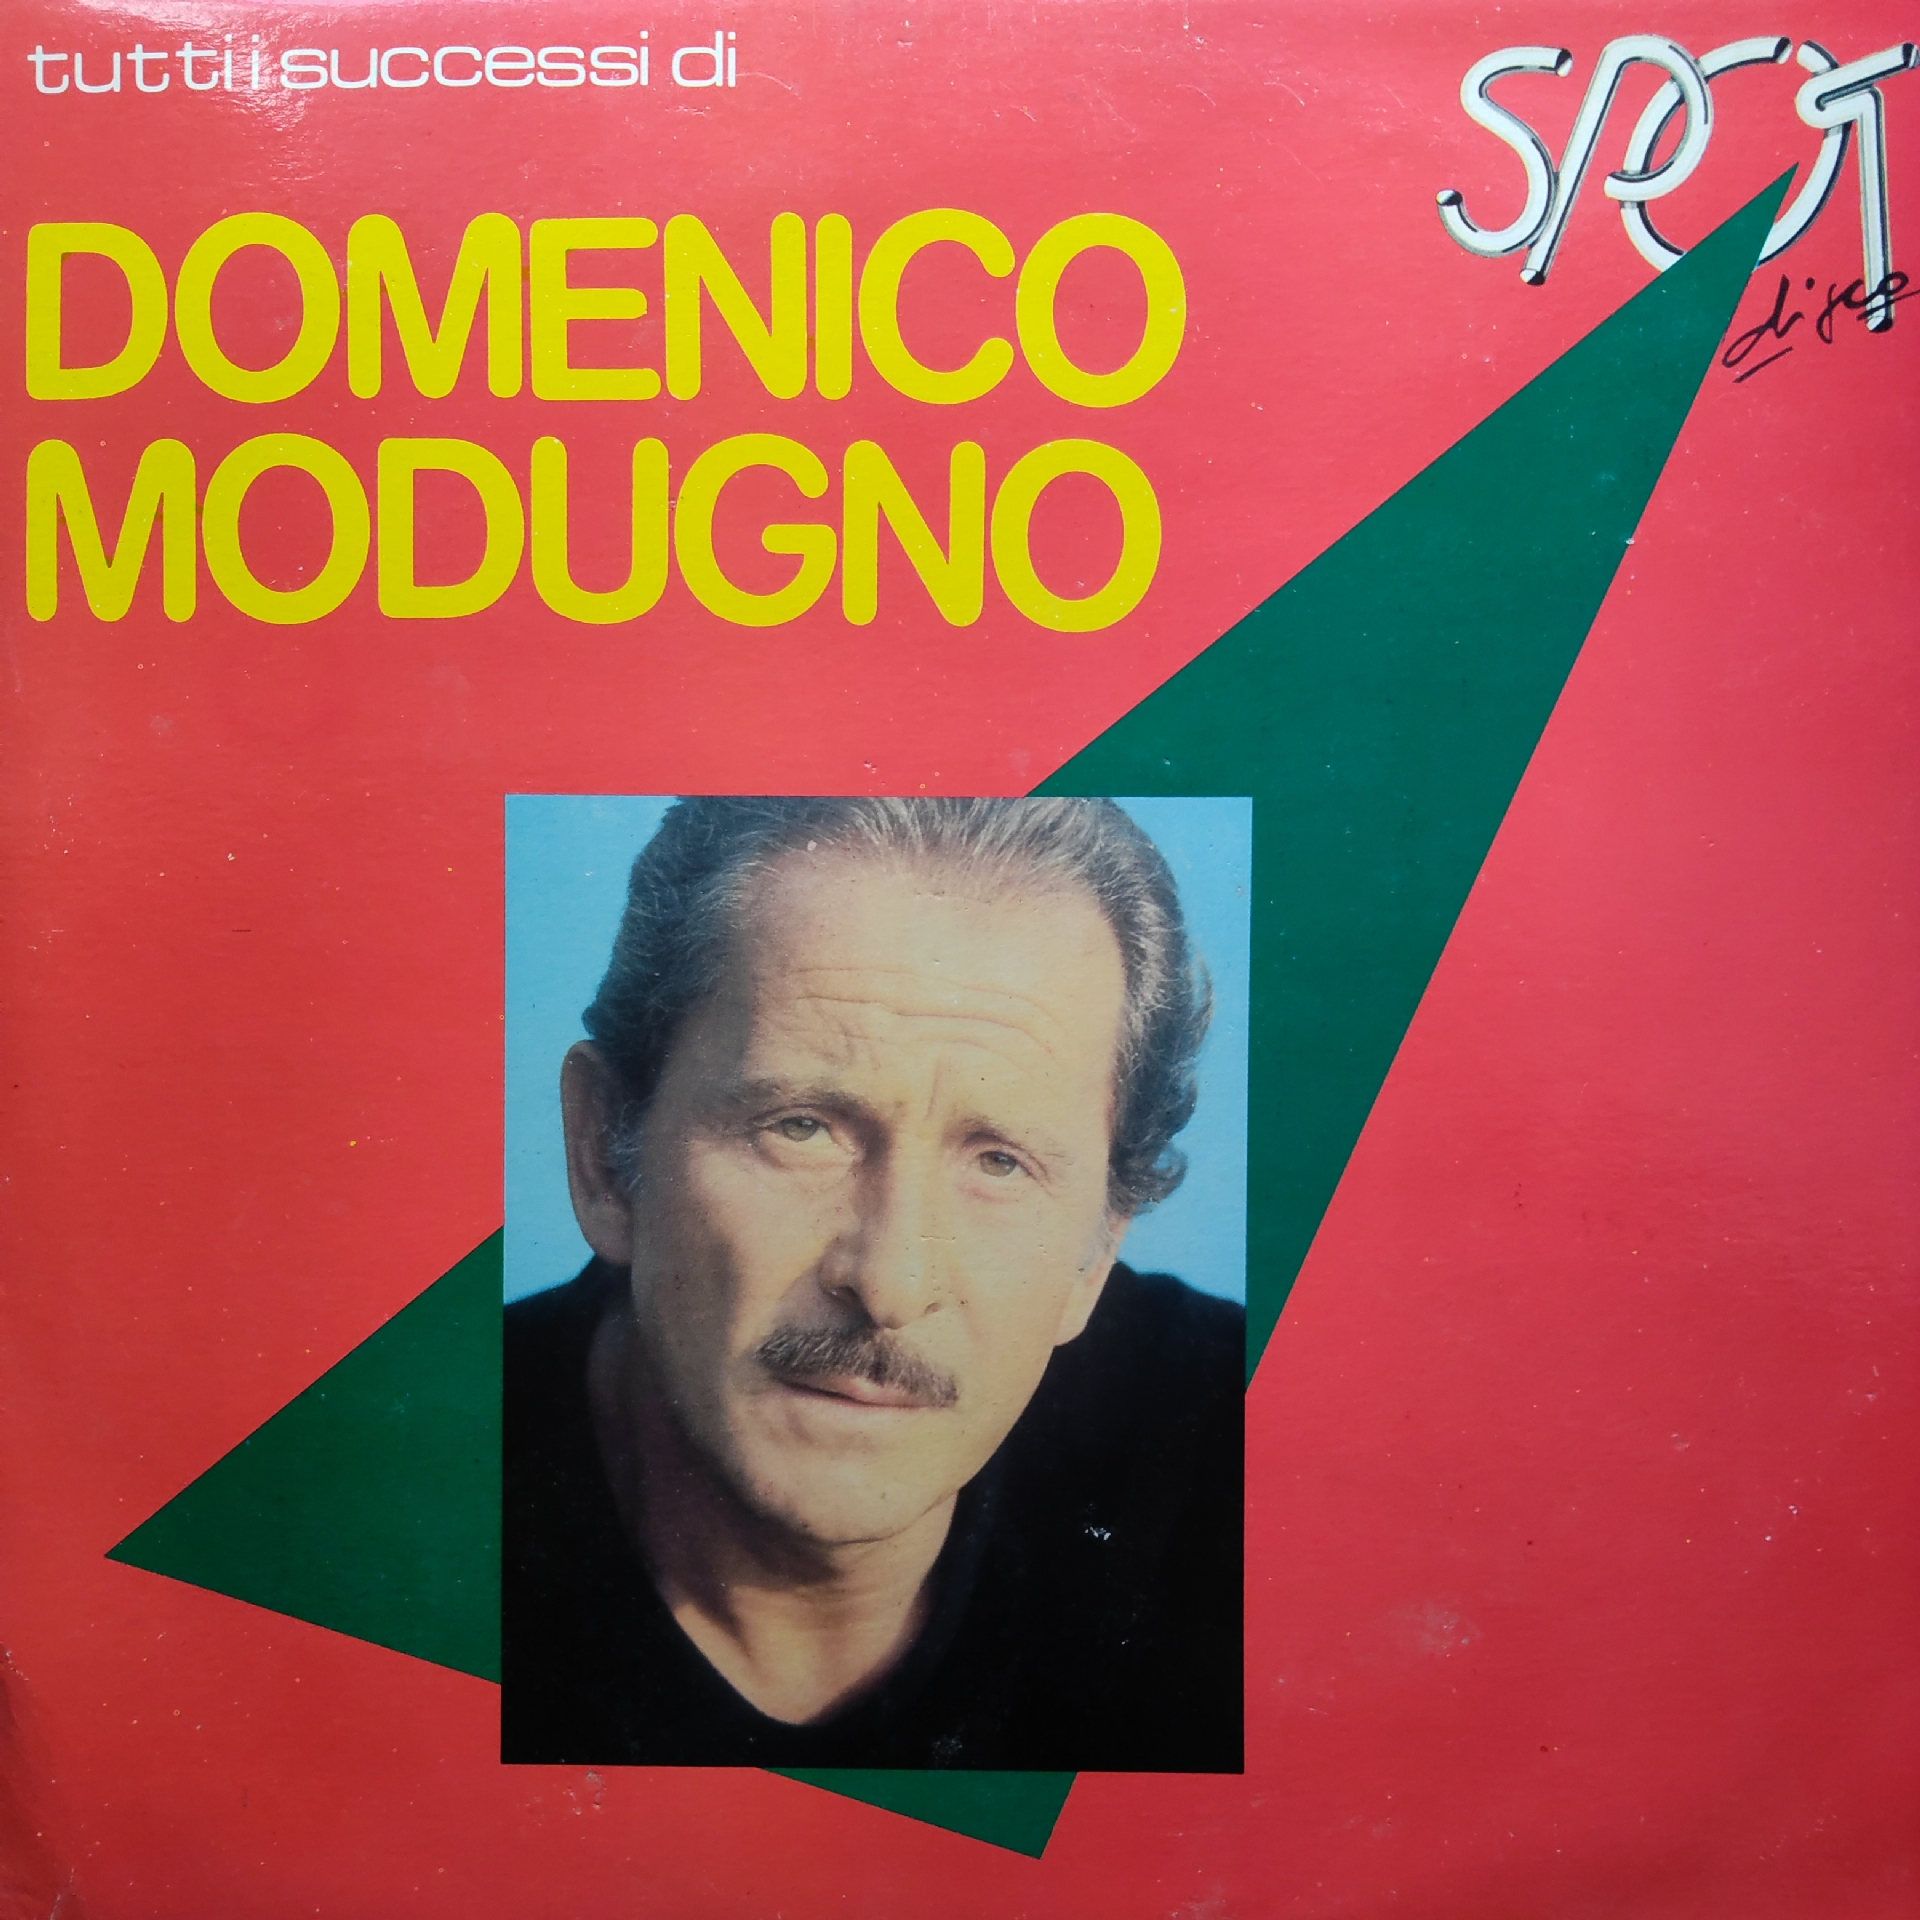 tutti i successi di
SPOT
disco
DOMENICO
MODUGNO